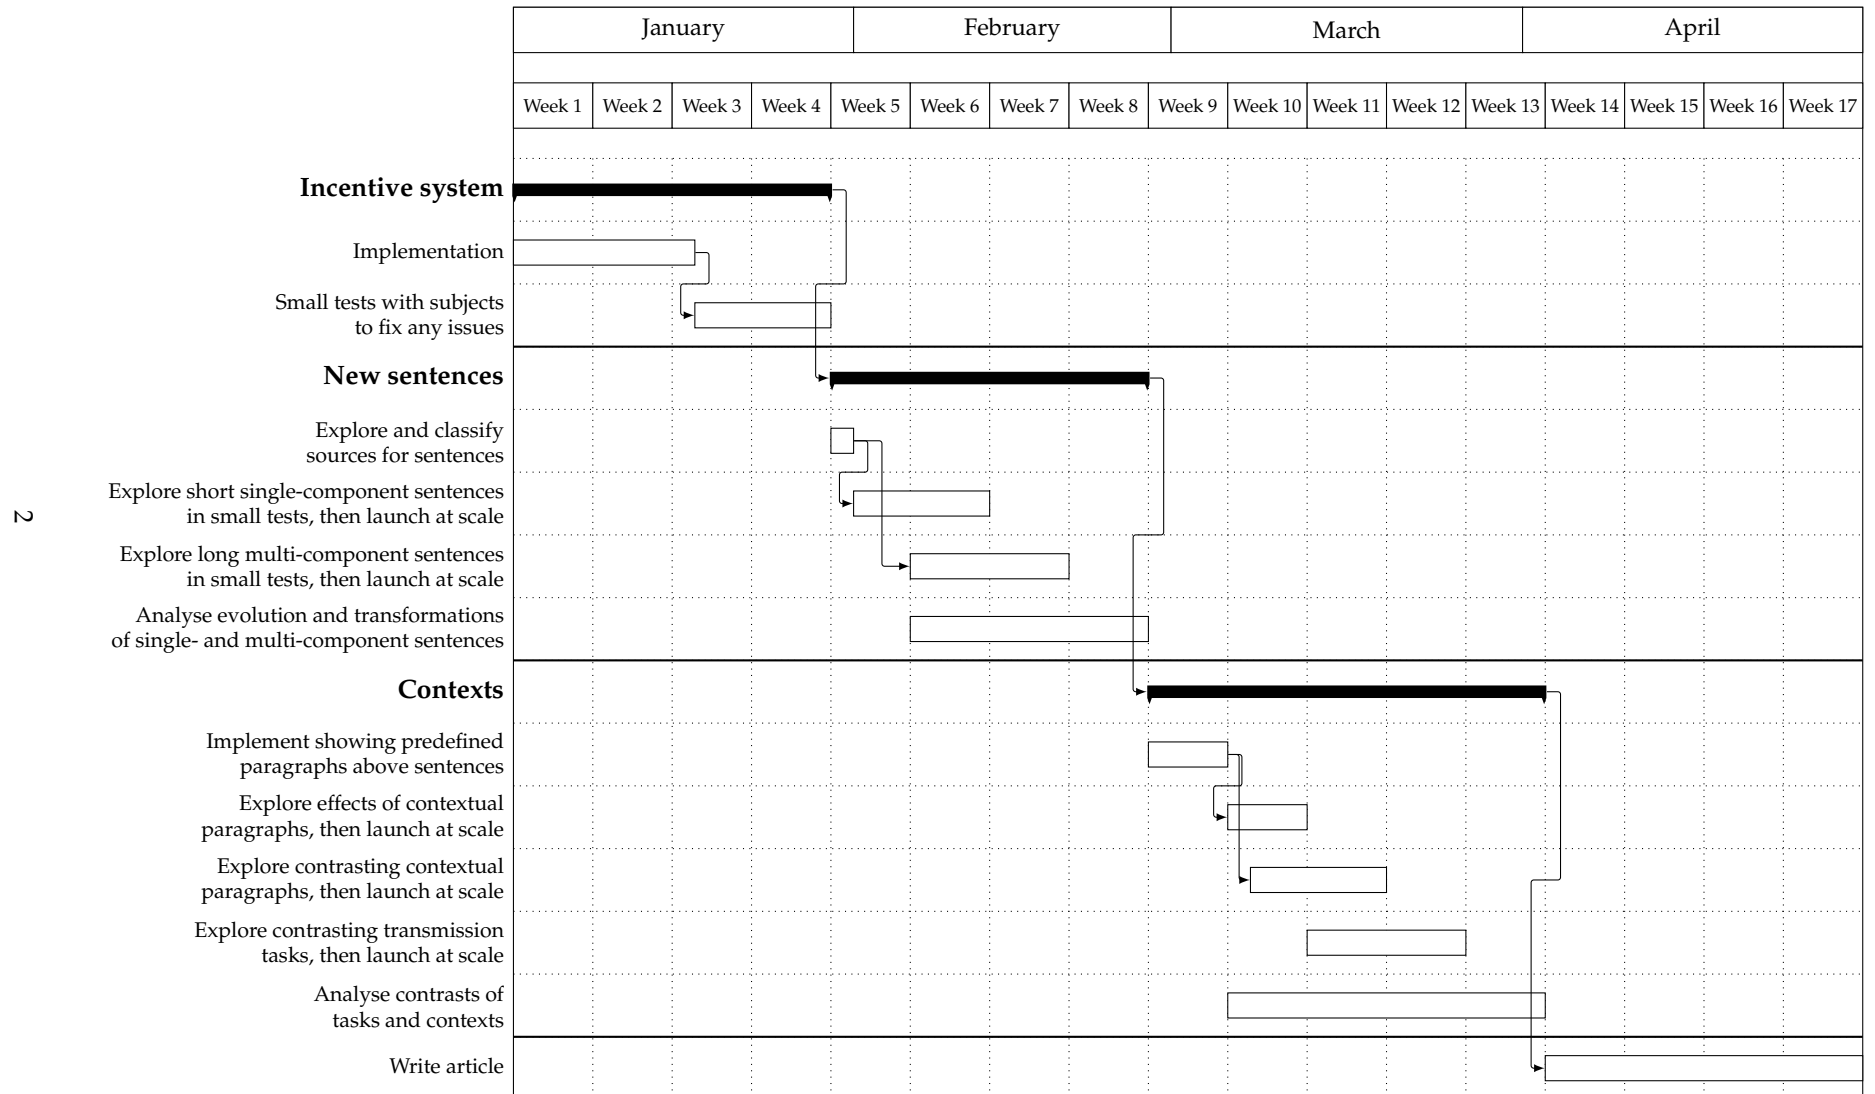 January February March April
Week 1 Week 2 Week 3 Week 4 Week 5 Week 6 Week 7 Week 8 Week 9 Week 10 Week 11 Week 12 Week 13 Week 14 Week 15 Week 16 Week 17
Incentive system
Implementation
Small tests with subjects
to fix any issues
New sentences
Explore and classify
sources for sentences
Explore short single-component sentences
in small tests, then launch at scale
Explore long multi-component sentences
in small tests, then launch at scale
Analyse evolution and transformations
of single- and multi-component sentences
Contexts
Implement showing predefined
paragraphs above sentences
Explore effects of contextual
paragraphs, then launch at scale
Explore contrasting contextual
paragraphs, then launch at scale
Explore contrasting transmission
tasks, then launch at scale
Analyse contrasts of
tasks and contexts
Write article
2